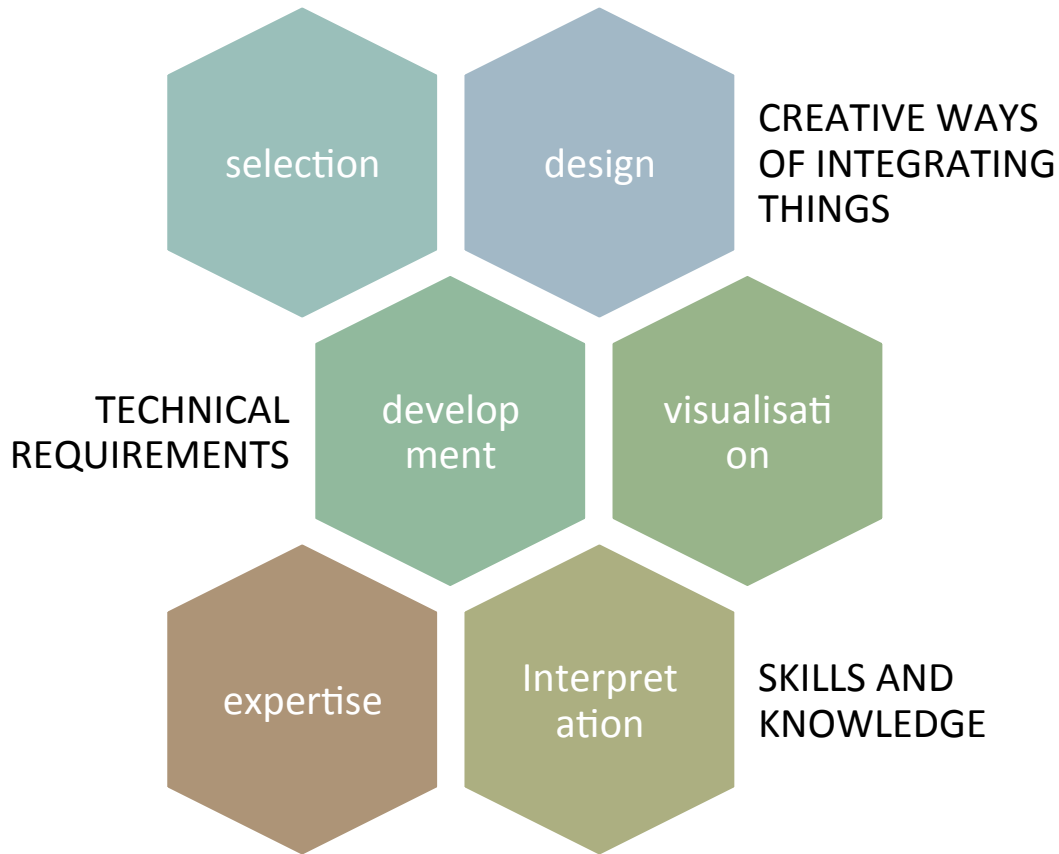 selection
design
CREATIVE WAYS
OF INTEGRATING
THINGS
TECHNICAL
REQUIREMENTS
develop
ment
visualisati
on
expertise
Interpret
ation
SKILLS AND
KNOWLEDGE